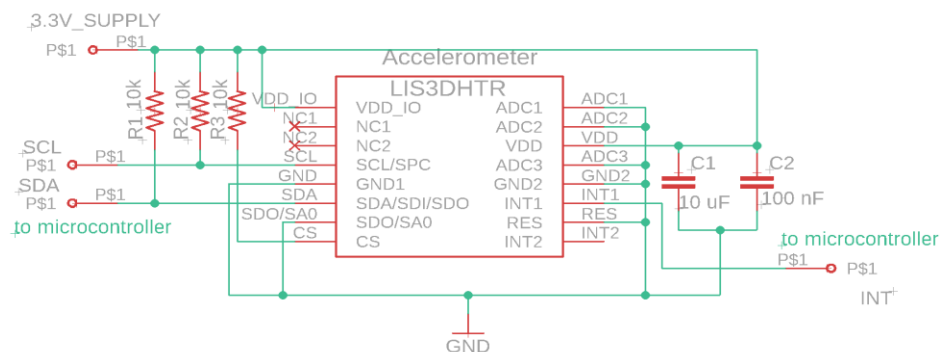 3.3V_SUPPLY
P$1 P$1
Accelerometer
LIS3DHTR
R1 10k
R2 10k
R3 10k
VDD_IO VDD_IO ADC1 ADC1
NC1 NC1 ADC2 ADC2
NC2 NC2 VDD VDD
SCL SCL/SPC ADC3 ADC3
GND GND1 GND2 GND2
SDA SDA/SDI/SDO INT1 INT1
SDO/SA0 SDO/SA0 RES RES
CS CS INT2 INT2
SCL
P$1 P$1
SDA
P$1 P$1
to microcontroller
C1
10 uF
C2
100 nF
to microcontroller
P$1 P$1
INT
GND